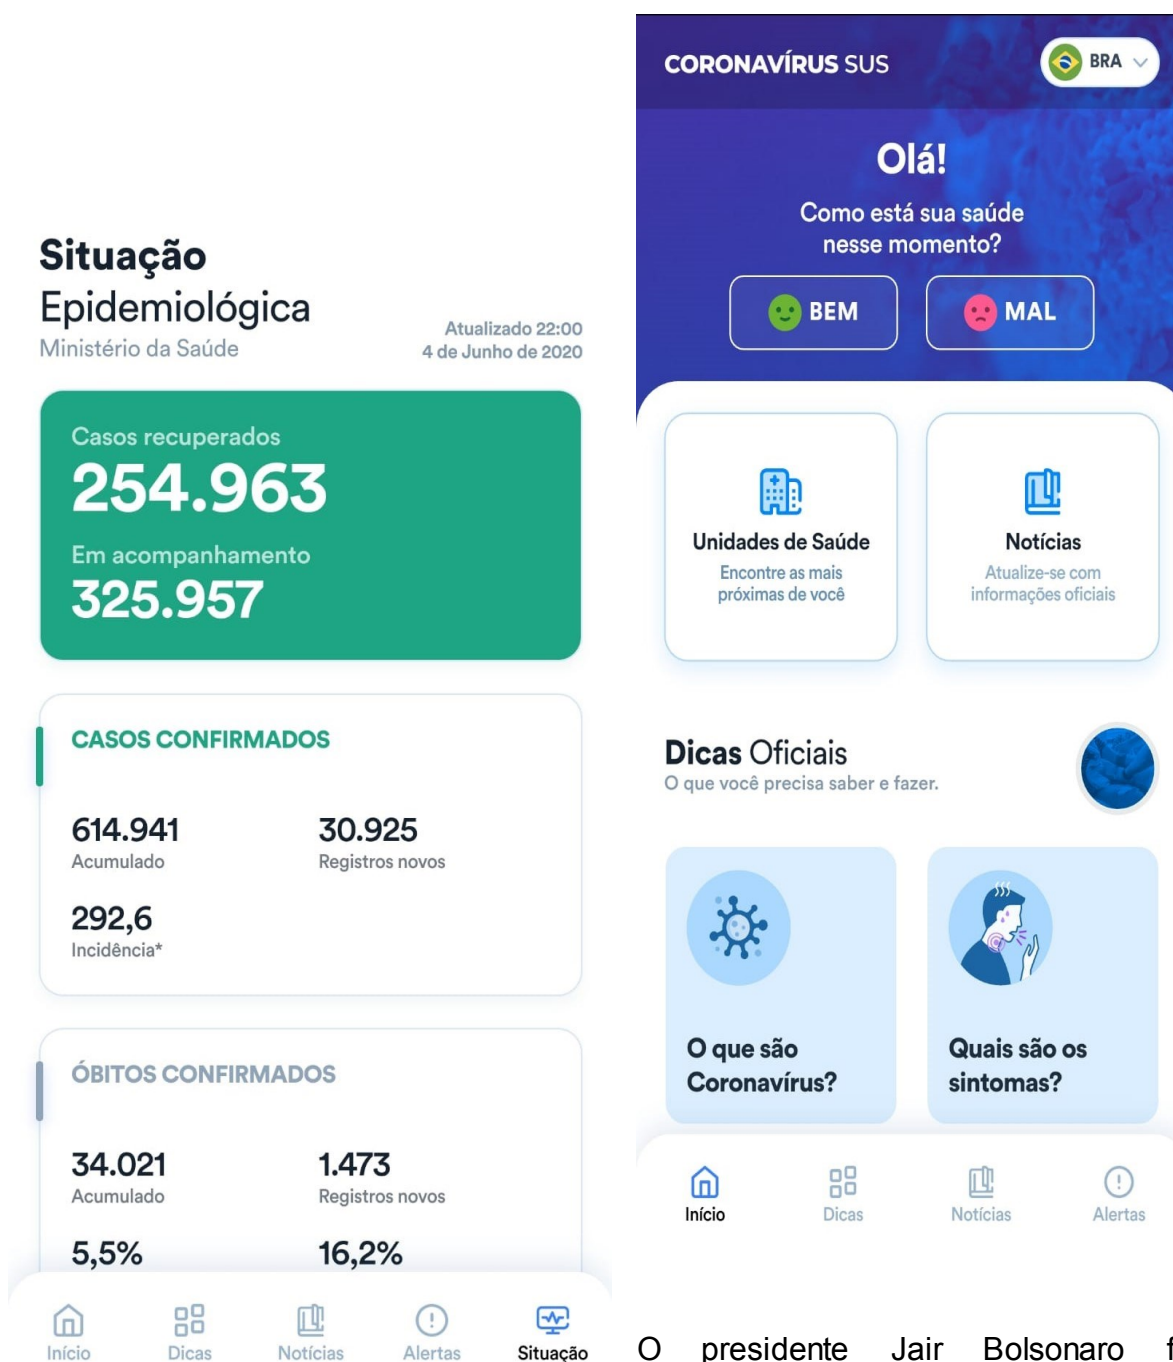 Situação
Epidemiológica
Ministério da Saúde
Atualizado 22:00
4 de Junho de 2020
Casos recuperados
254.963
Em acompanhamento
325.957
CASOS CONFIRMADOS
614.941
Acumulado
30.925
Registros novos
292,6
Incidência*
ÓBITOS CONFIRMADOS
34.021
Acumulado
1.473
Registros novos
5,5%
16,2%
Início
Dicas
Notícias
Alertas
Situação
CORONAVÍRUS SUS
BRA
Olá!
Como está sua saúde
nesse momento?
BEM
MAL
Unidades de Saúde
Encontre as mais
próximas de você
Notícias
Atualize-se com
informações oficiais
Dicas Oficiais
O que você precisa saber e fazer.
O que são
Coronavírus?
Quais são os
sintomas?
Início
Dicas
Notícias
Alertas
O presidente Jair Bolsonaro